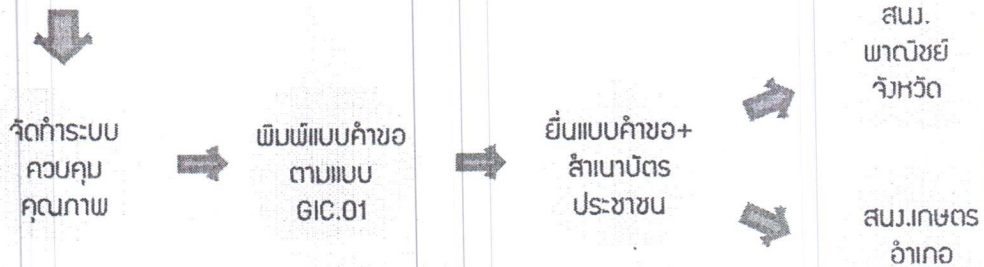 จัดทำระบบ
ควบคุม
คุณภาพ
พิมพ์แบบคำขอ
ตามแบบ
GIC.01
ยื่นแบบคำขอ+
สำเนาบัตร
ประชาชน
สนง.
พาณิชย์
จังหวัด
สนง.เกษตร
อำเภอ